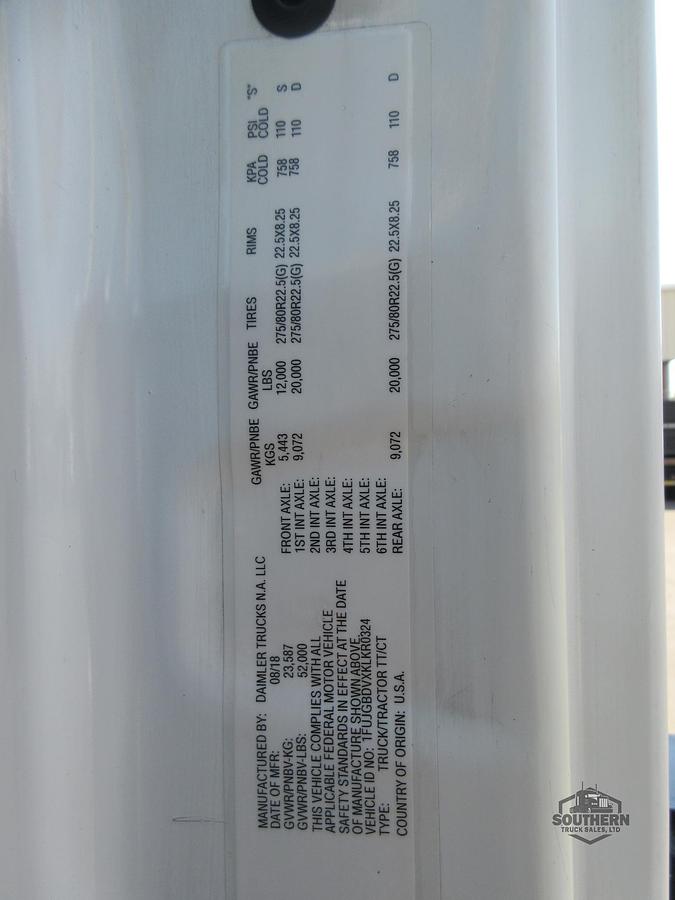 MANUFACTURED BY: DAIMLER TRUCKS N.A. LLC
DATE OF MFR: 08/18
GVWR/PNBV-KG: 23,587
GVWR/PNBV-LBS: 52,000
THIS VEHICLE COMPLIES WITH ALL
APPLICABLE FEDERAL MOTOR VEHICLE
SAFETY STANDARDS IN EFFECT AT THE DATE
OF MANUFACTURE SHOWN ABOVE.
VEHICLE ID NO: 1FUJGBDVXKLKR0324
TYPE: TRUCK/TRACTOR TT/CT
COUNTRY OF ORIGIN: U.S.A.
GAWR/PNBE KGS GAWR/PNBE LBS TIRES RIMS KPA COLD PSI COLD "S"
FRONT AXLE: 5,443 12,000 275/80R22.5(G) 22.5X8.25 758 110 S
1ST INT AXLE: 9,072 20,000 275/80R22.5(G) 22.5X8.25 758 110 D
2ND INT AXLE:
3RD INT AXLE:
4TH INT AXLE:
5TH INT AXLE:
6TH INT AXLE:
REAR AXLE: 9,072 20,000 275/80R22.5(G) 22.5X8.25 758 110 D
SOUTHERN
TRUCK SALES, LTD